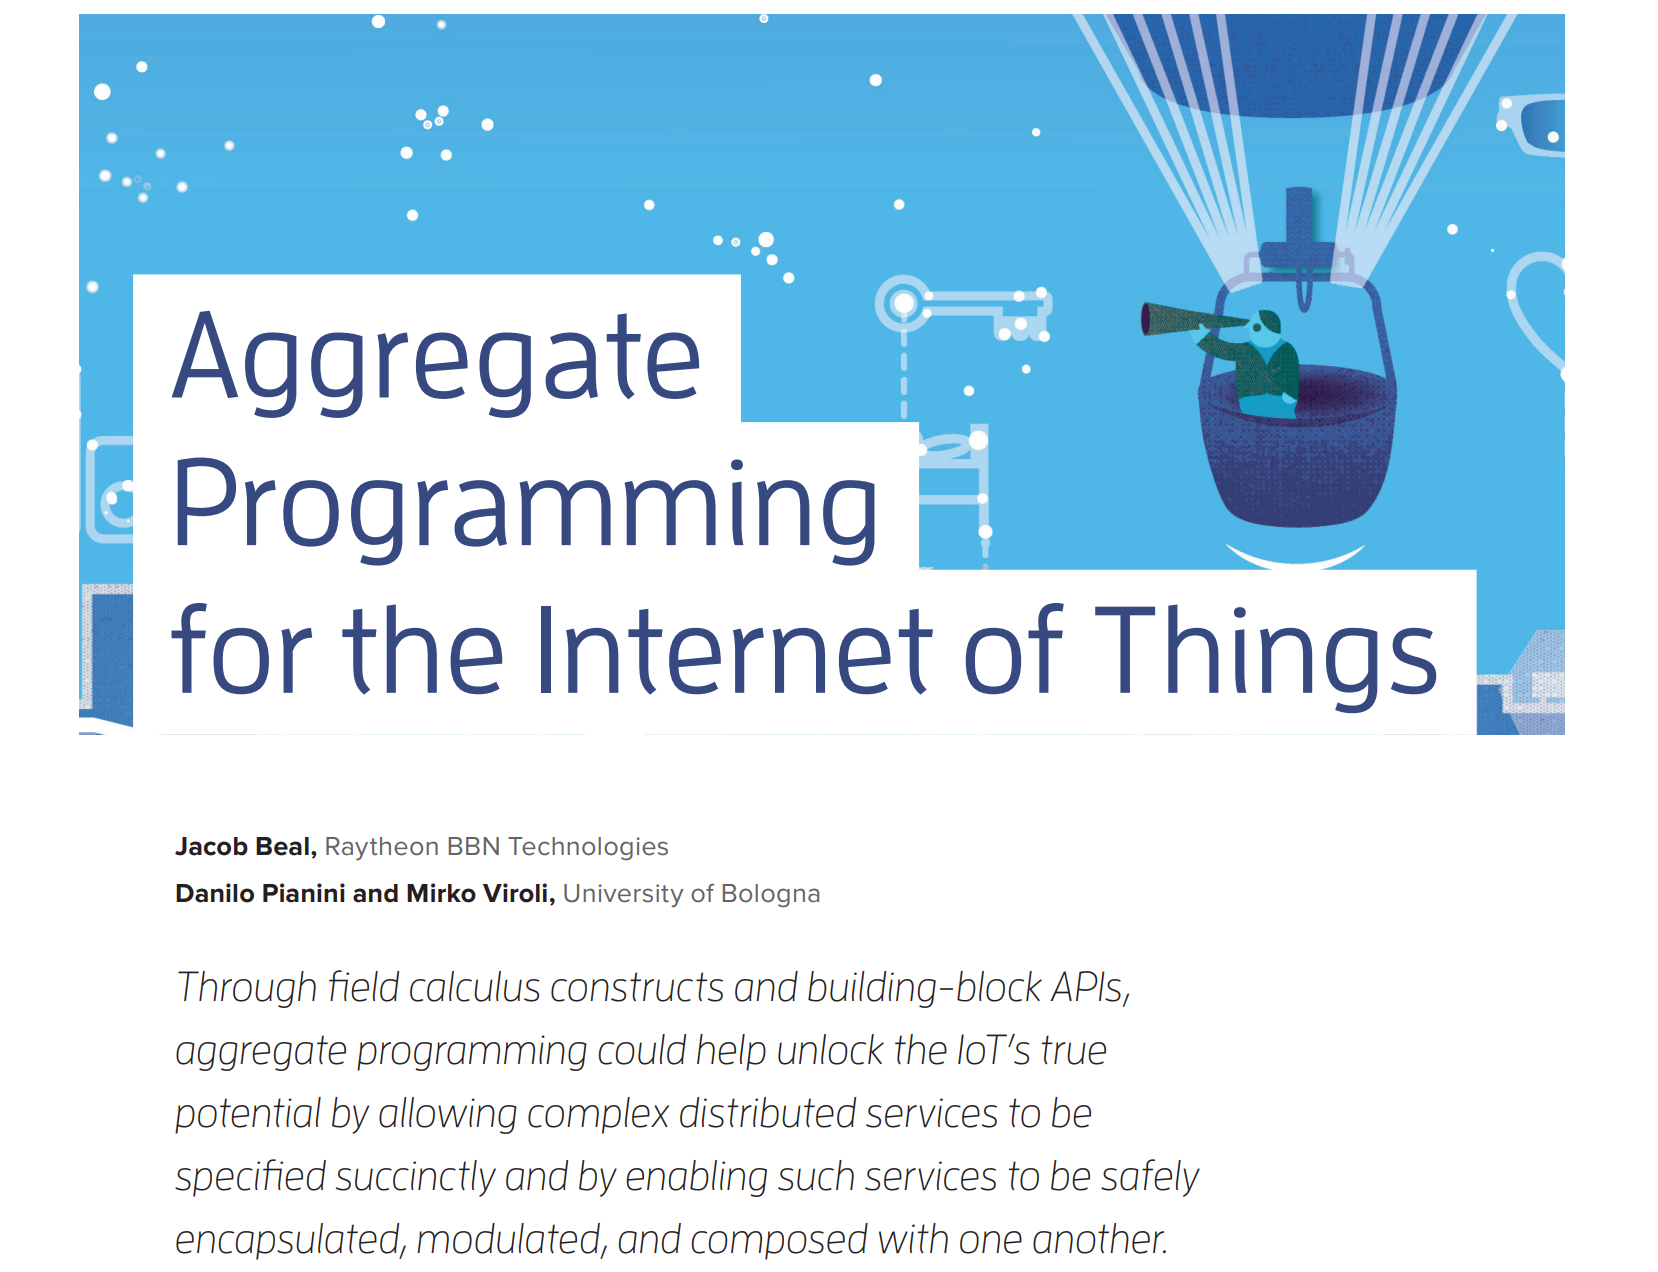 Aggregate
Programming
for the Internet of Things
Jacob Beal, Raytheon BBN Technologies
Danilo Pianini and Mirko Viroli, University of Bologna
Through field calculus constructs and building-block APIs,
aggregate programming could help unlock the IoT’s true
potential by allowing complex distributed services to be
specified succinctly and by enabling such services to be safely
encapsulated, modulated, and composed with one another.